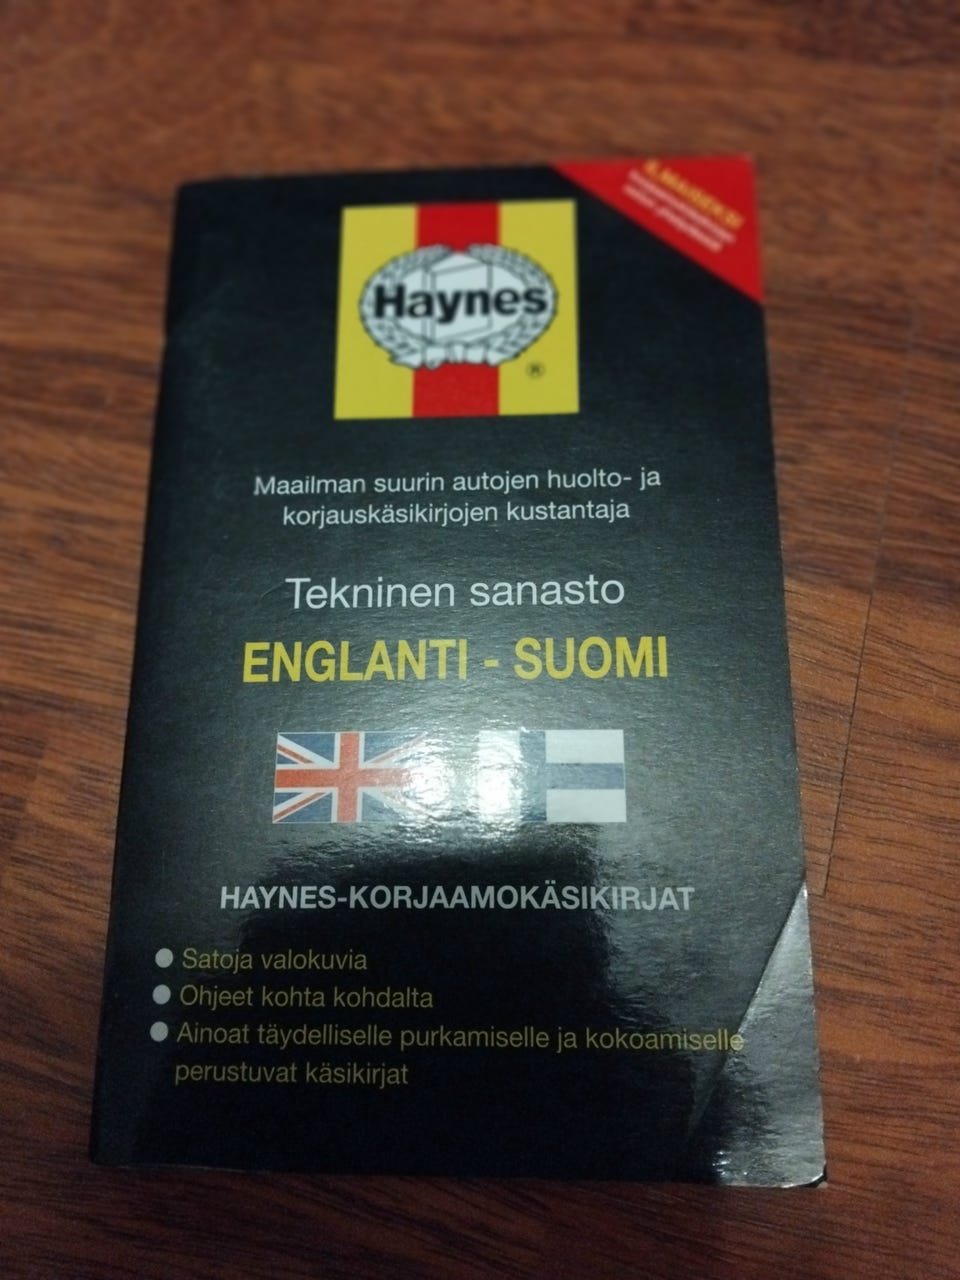 ILMAISEKSI
Haynes
®
Maailman suurin autojen huolto- ja
korjauskäsikirjojen kustantaja
Tekninen sanasto
ENGLANTI - SUOMI
HAYNES-KORJAAMOKÄSIKIRJAT
● Satoja valokuvia
● Ohjeet kohta kohdalta
● Ainoat täydelliselle purkamiselle ja kokoamiselle
perustuvat käsikirjat